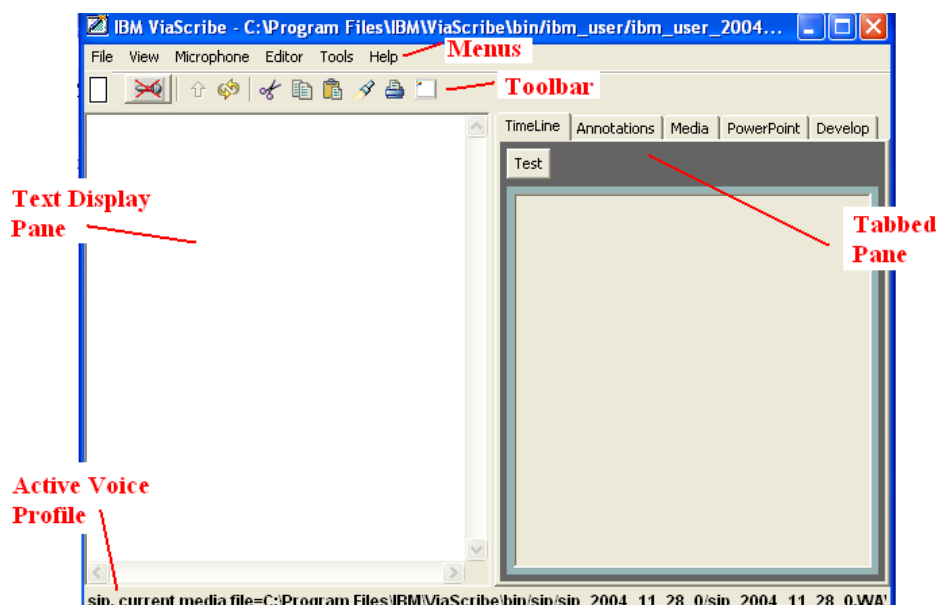 IBM ViaScribe - C:\Program Files\IBM\ViaScribe\bin/ibm_user/ibm_user_2004...
File View Microphone Editor Tools Help
Menus
Toolbar
TimeLine Annotations Media PowerPoint Develop
Test
Text Display
Pane
Tabbed
Pane
Active Voice
Profile
sip, current media file=C:\Program Files\IBM\ViaScribe\bin/sip/sip_2004_11_28_0/sip_2004_11_28_0.WA